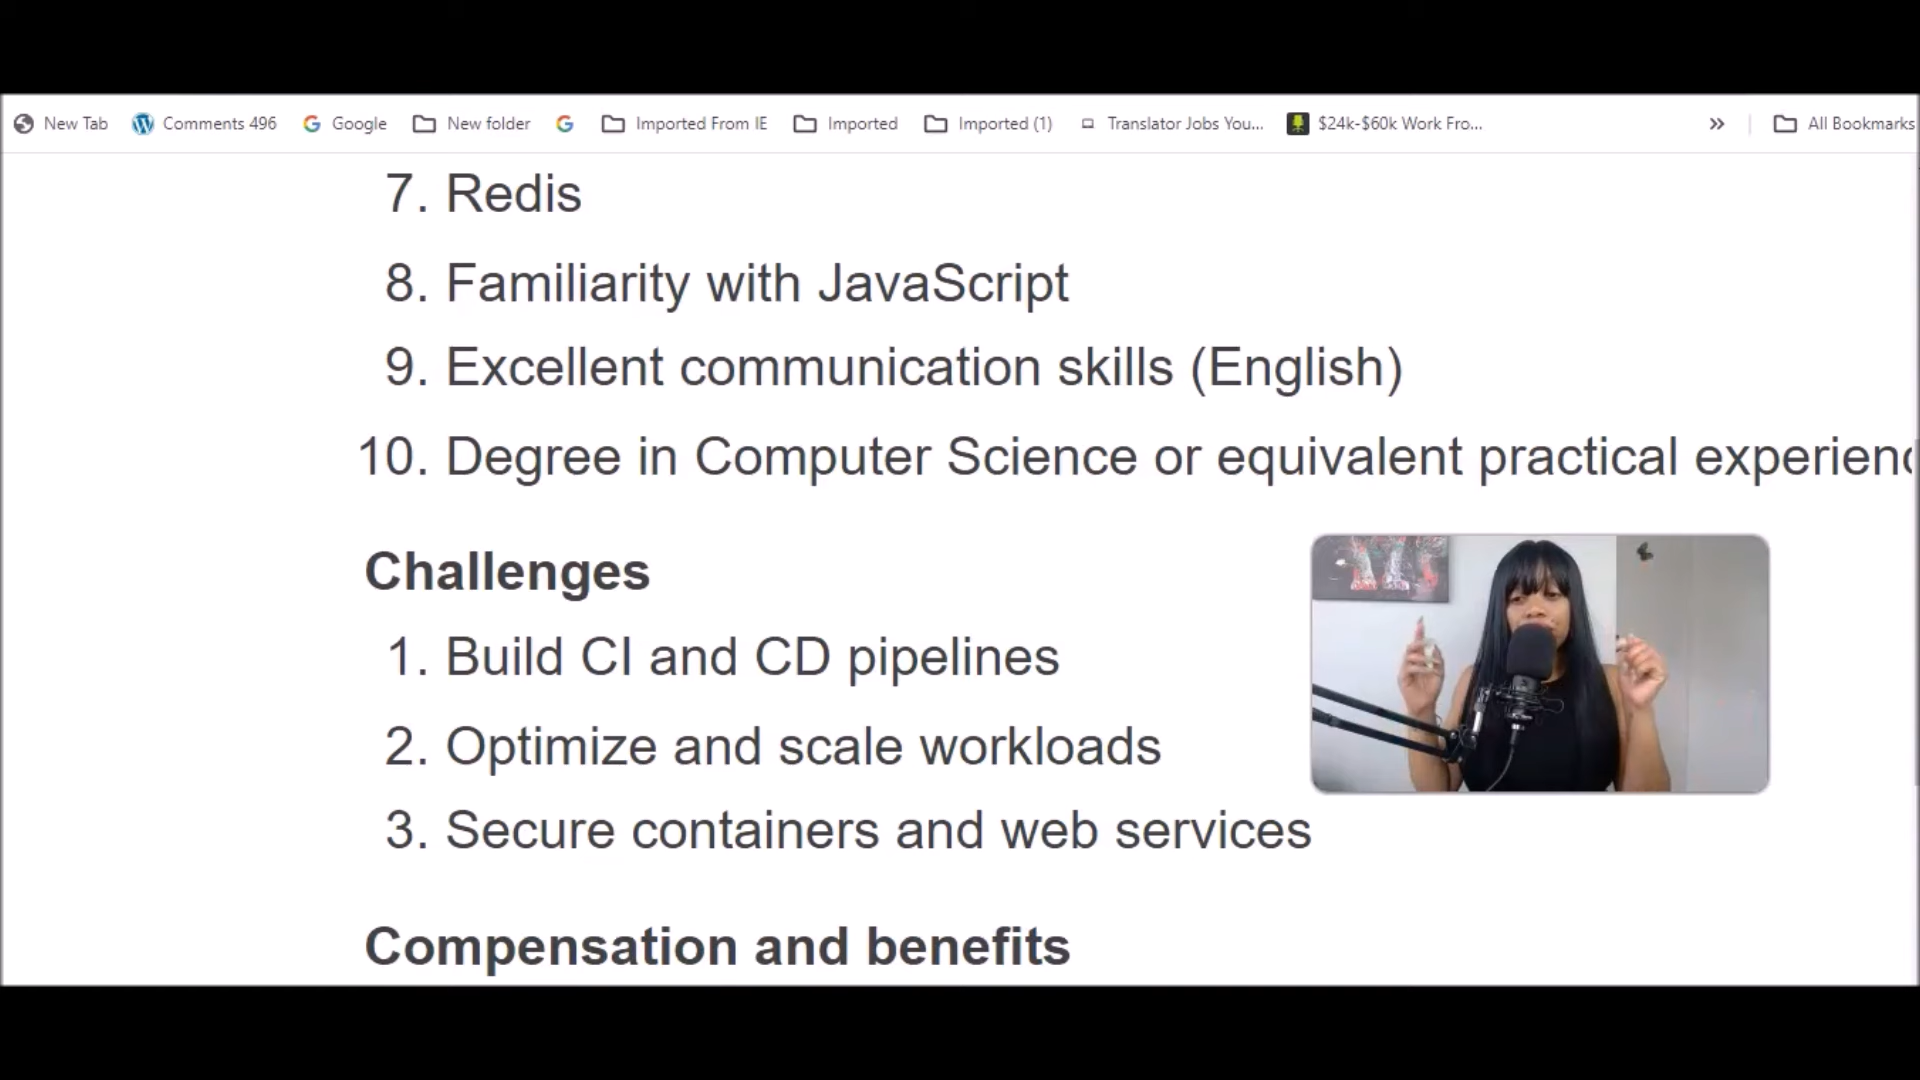 New Tab Comments 496 Google New folder Imported From IE Imported Imported (1) Translator Jobs You... $24k-$60k Work Fro... » All Bookmarks
7. Redis
8. Familiarity with JavaScript
9. Excellent communication skills (English)
10. Degree in Computer Science or equivalent practical experienc
Challenges
1. Build CI and CD pipelines
2. Optimize and scale workloads
3. Secure containers and web services
Compensation and benefits